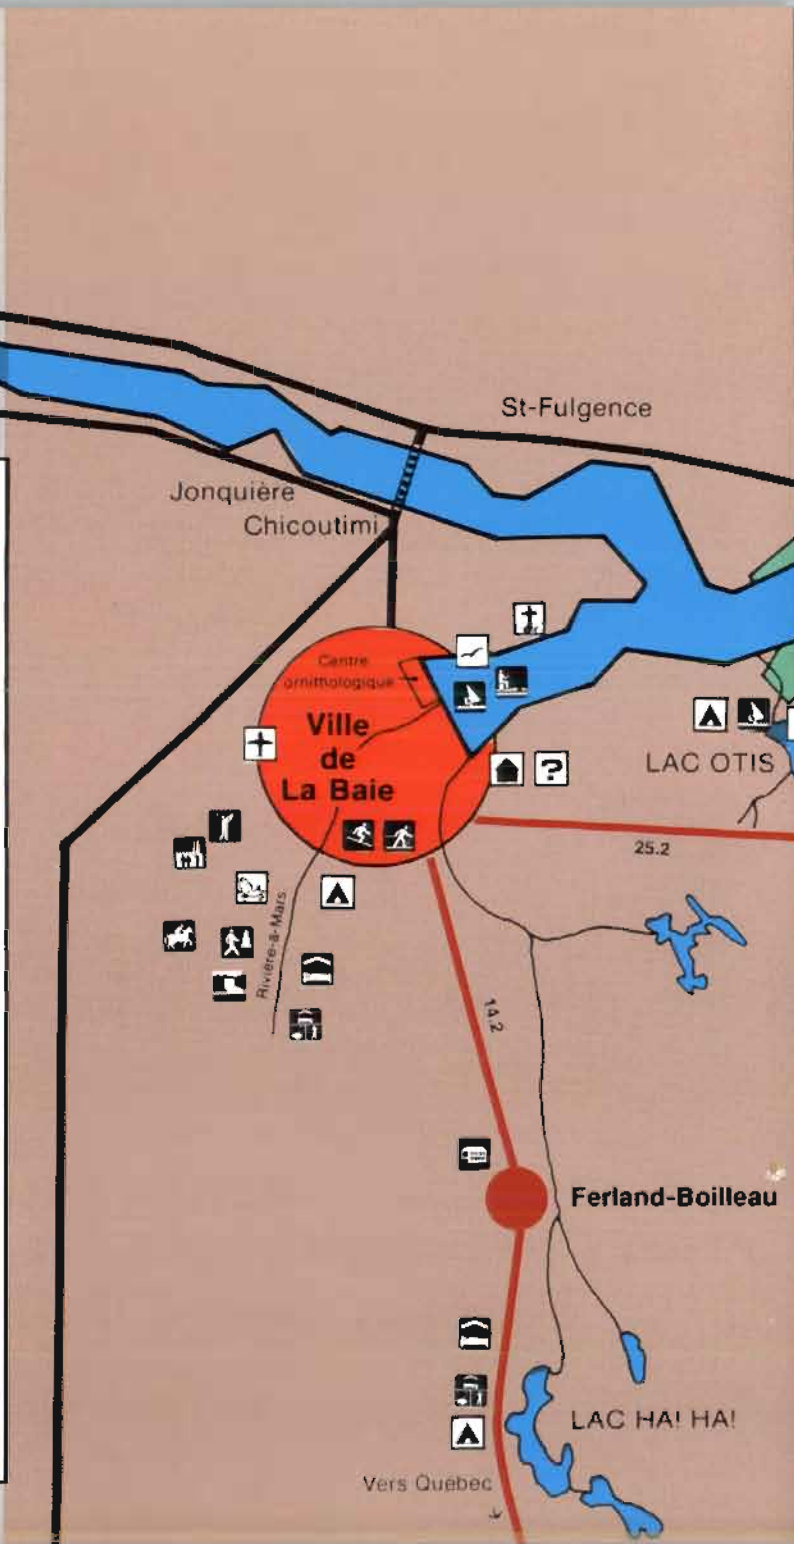 St-Fulgence
Jonquière
Chicoutimi
Centre
ornithologique
Ville
de
La Baie
?
LAC OTIS
25.2
Rivière-à-Mars
14.2
Ferland-Boilleau
LAC HA! HA!
Vers Québec